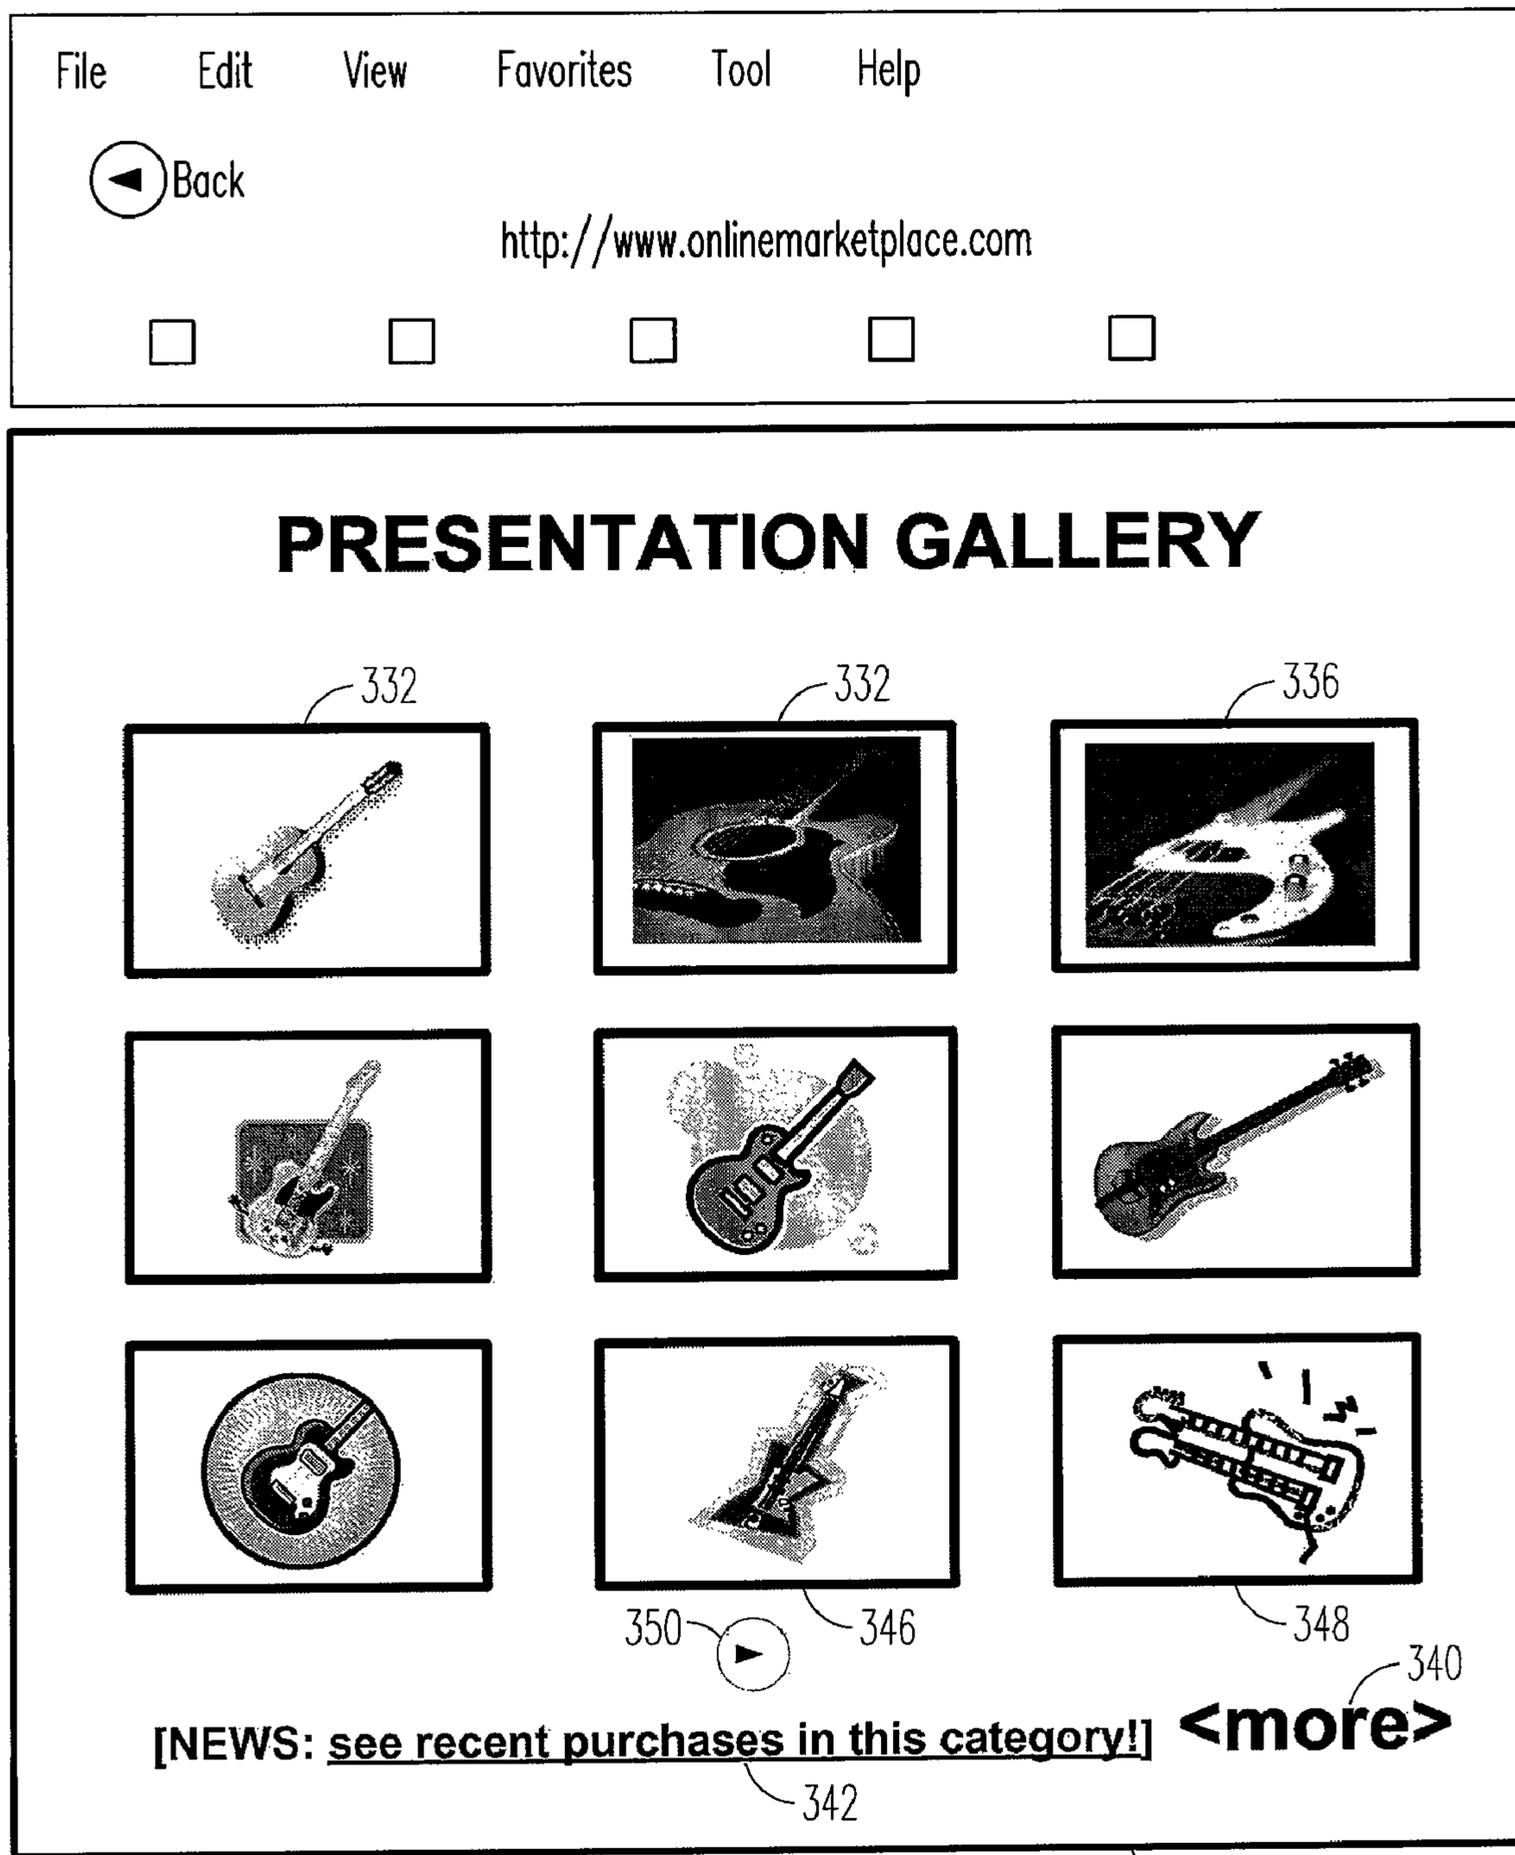 File Edit View Favorites Tool Help
Back
http://www.onlinemarketplace.com
PRESENTATION GALLERY
332 332 336
350 346 348
340
[NEWS: see recent purchases in this category!] <more>
342